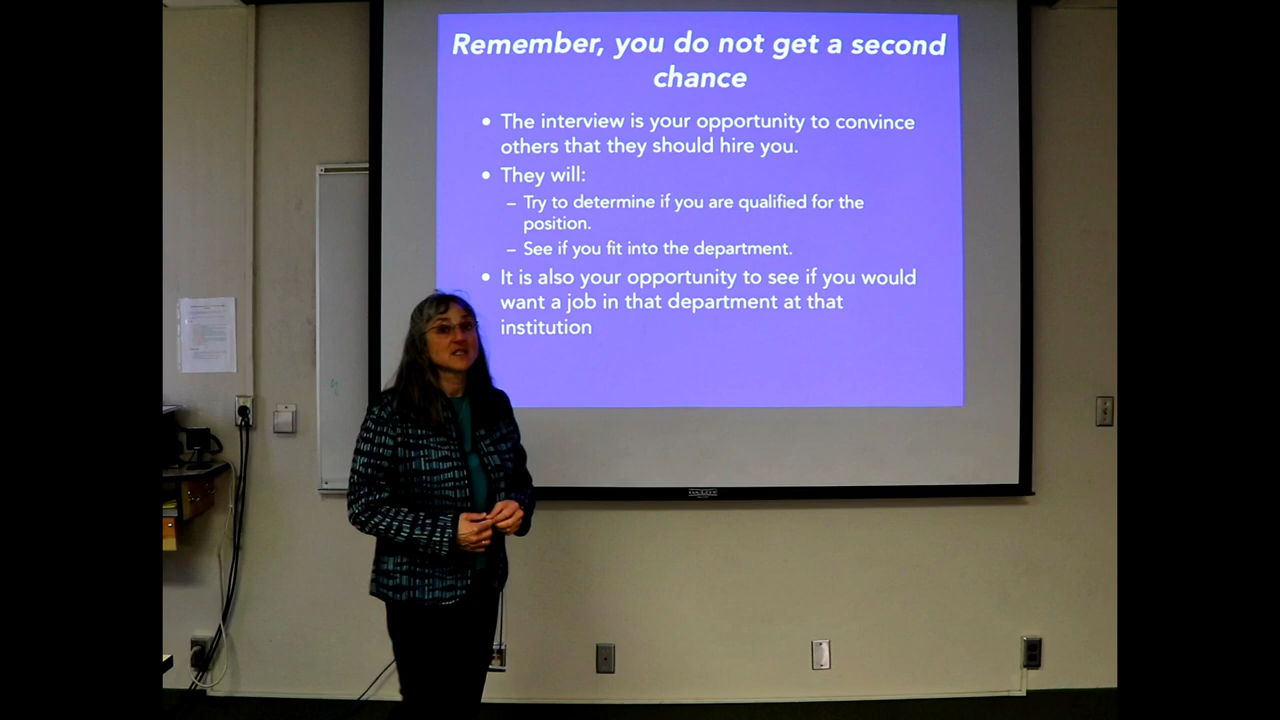 Remember, you do not get a second
chance
• The interview is your opportunity to convince
others that they should hire you.
• They will:
– Try to determine if you are qualified for the
position.
– See if you fit into the department.
• It is also your opportunity to see if you would
want a job in that department at that
institution